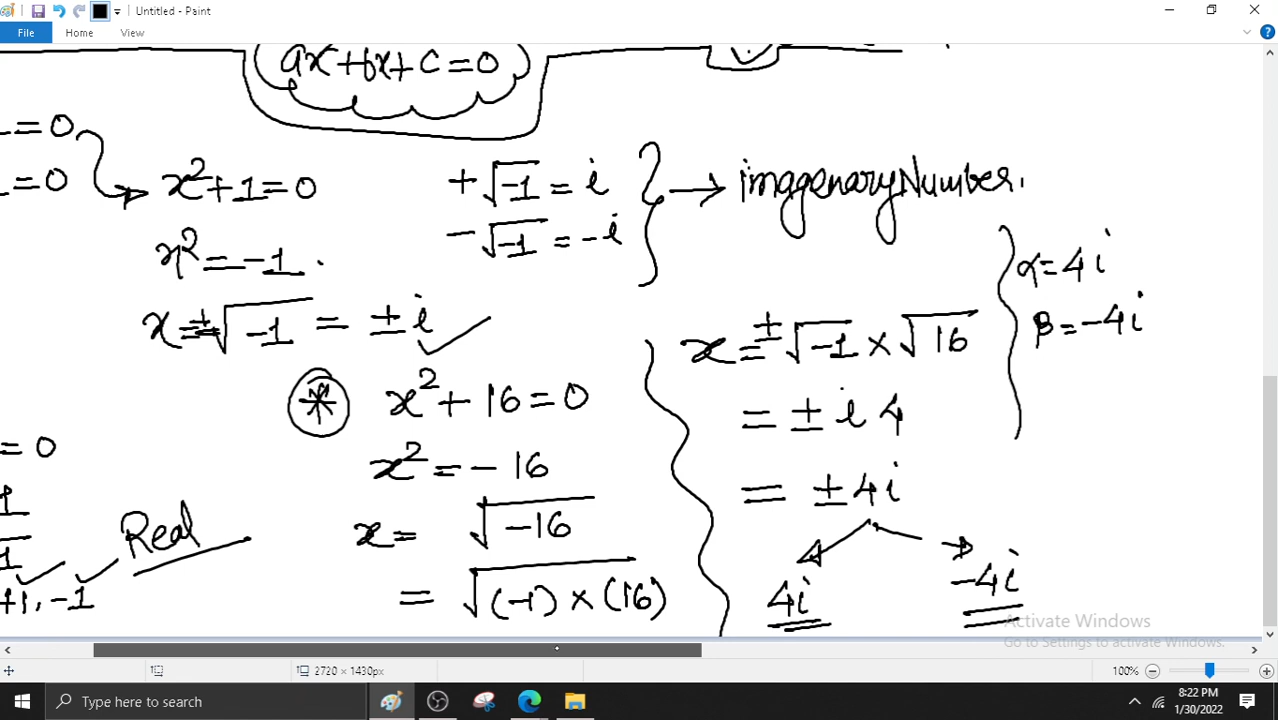 Untitled - Paint
File Home View
ax+bx+c=0
=0
=0
x²+1=0
x²=-1
x=±√-1 = ±i
+√-1 = i
-√-1 = -i
imagenary Number.
= 0
1
1
+1, -1
Real
x²+16=0
x²=-16
x= √-16
= √(-1)×(16)
x=±√-1×√16
= ±i4
= ±4i
4i
-4i
α=4i
β=-4i
Activate Windows
Go to Settings to activate Windows.
2720 × 1430px
100%
Type here to search
8:22 PM
1/30/2022